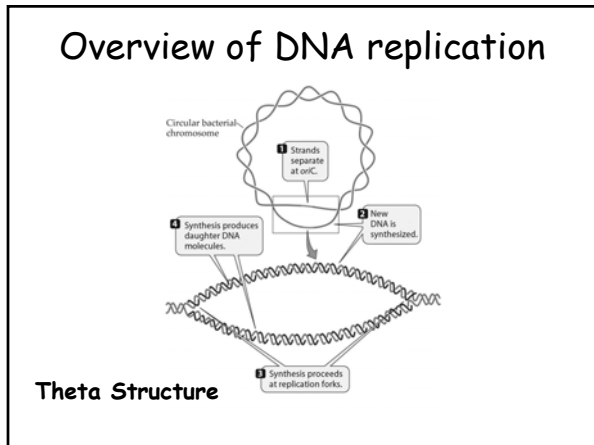 Overview of DNA replication
Circular bacterial
chromosome
1 Strands
separate
at oriC.
2 New
DNA is
synthesized.
4 Synthesis produces
daughter DNA
molecules.
3 Synthesis proceeds
at replication forks.
Theta Structure